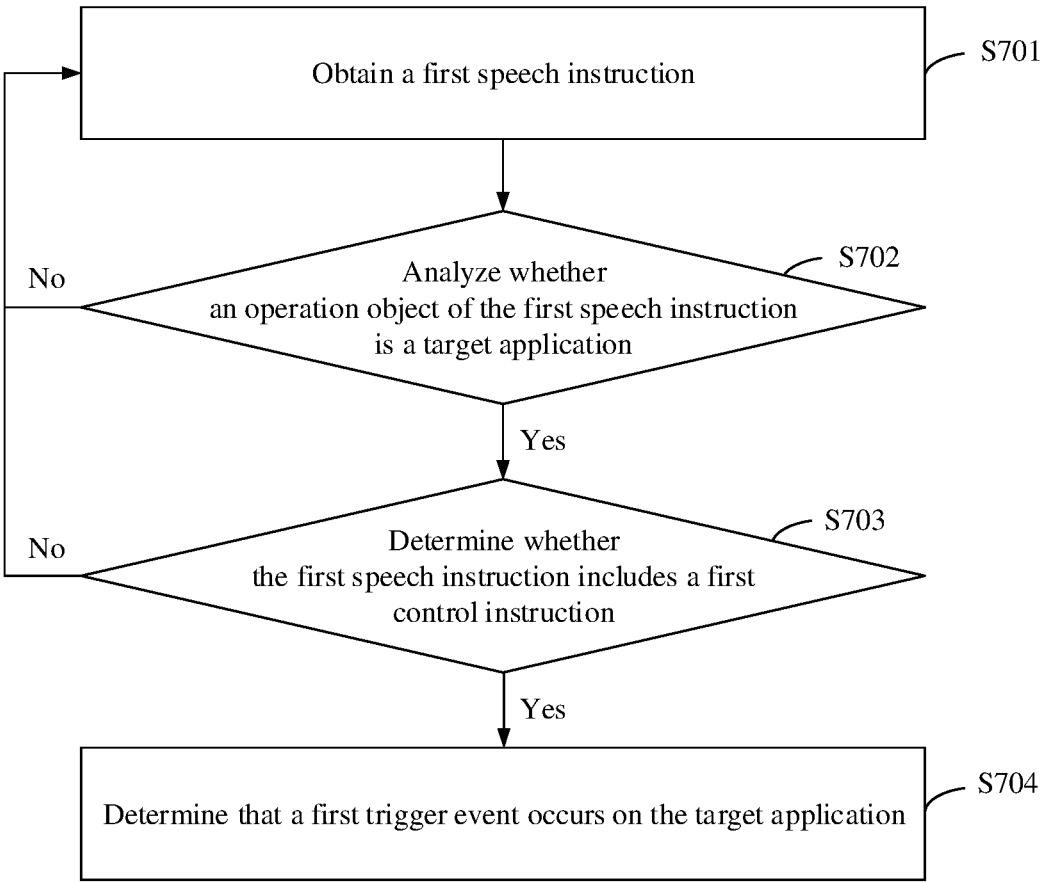 Obtain a first speech instruction
S701
Analyze whether
an operation object of the first speech instruction
is a target application
S702
No
Yes
Determine whether
the first speech instruction includes a first
control instruction
S703
No
Yes
Determine that a first trigger event occurs on the target application
S704